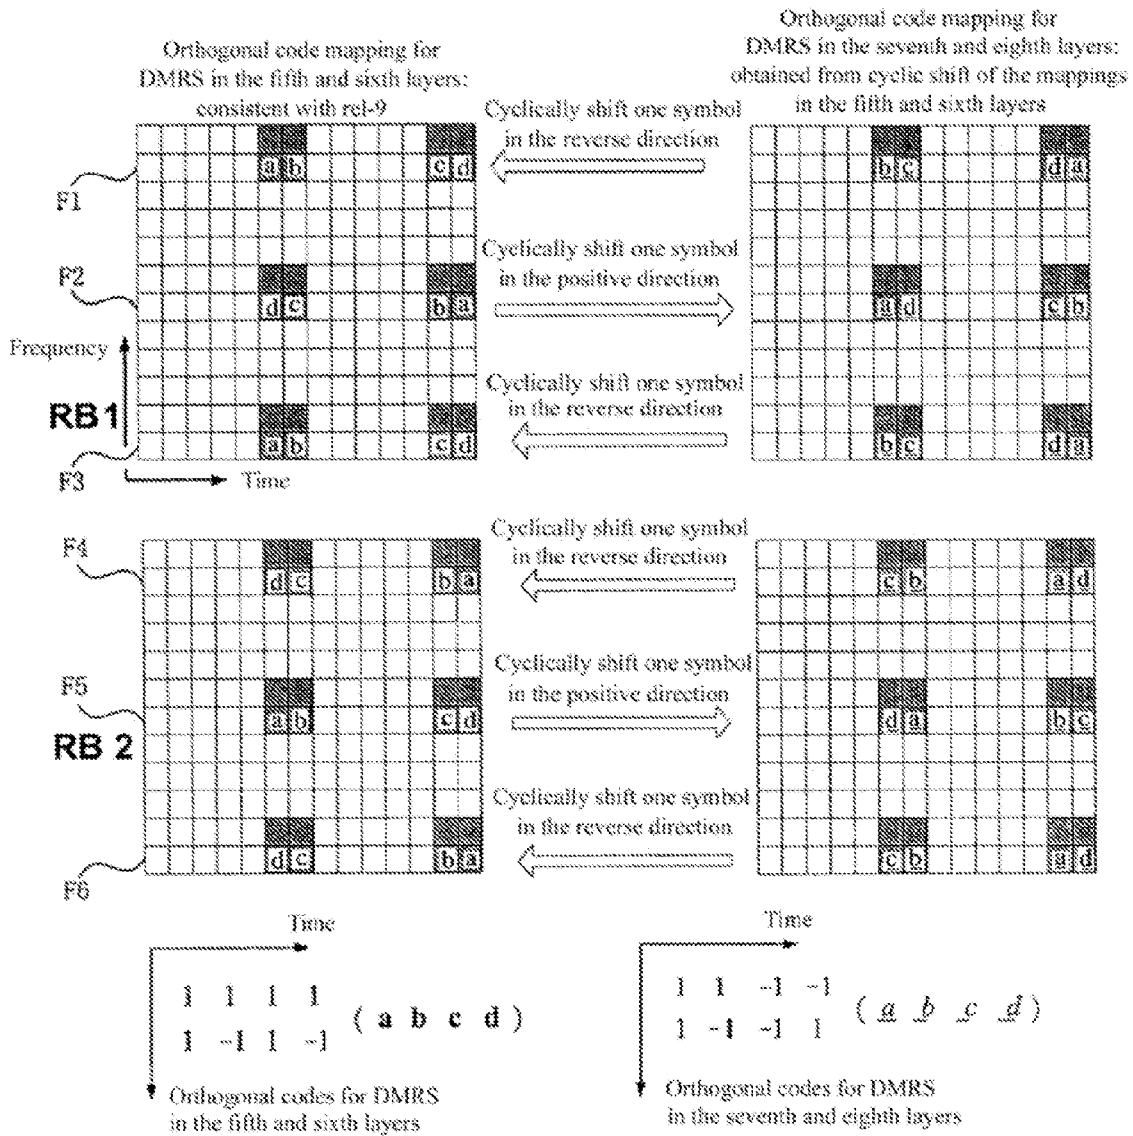 Orthogonal code mapping for
DMRS in the fifth and sixth layers:
consistent with rel-9
Orthogonal code mapping for
DMRS in the seventh and eighth layers:
obtained from cyclic shift of the mappings
in the fifth and sixth layers
Cyclically shift one symbol
in the reverse direction
a b c d
b c d a
F1
Cyclically shift one symbol
in the positive direction
F2
d c b a
a d c b
Frequency
Cyclically shift one symbol
in the reverse direction
RB 1
a b c d
b c d a
F3
Time
F4
Cyclically shift one symbol
in the reverse direction
d c b a
c b a d
F5
Cyclically shift one symbol
in the positive direction
a b c d
d a b c
RB 2
Cyclically shift one symbol
in the reverse direction
d c b a
c b a d
F6
Time
1 1 1 1
1 -1 1 -1
( a b c d )
Orthogonal codes for DMRS
in the fifth and sixth layers
Time
1 1 -1 -1
1 -1 -1 1
( a b c d )
Orthogonal codes for DMRS
in the seventh and eighth layers